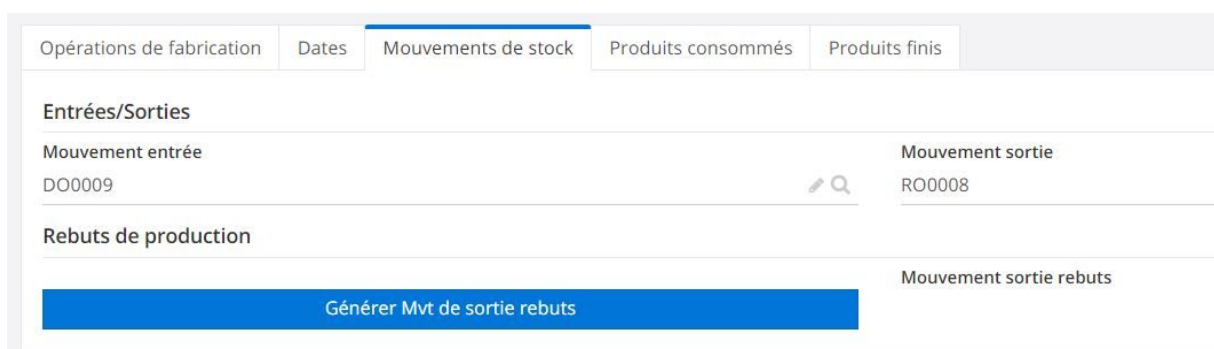 Opérations de fabrication Dates Mouvements de stock Produits consommés Produits finis
Entrées/Sorties
Mouvement entrée Mouvement sortie
DO0009 RO0008
Rebuts de production
Mouvement sortie rebuts
Générer Mvt de sortie rebuts